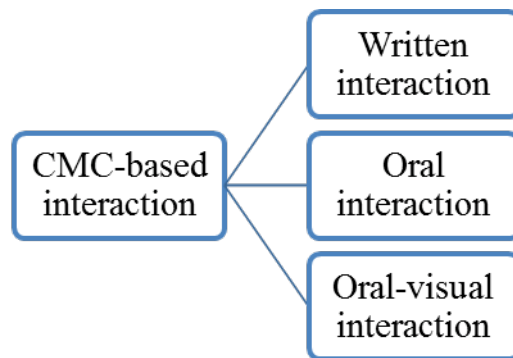 CMC-based
interaction
Written
interaction
Oral
interaction
Oral-visual
interaction